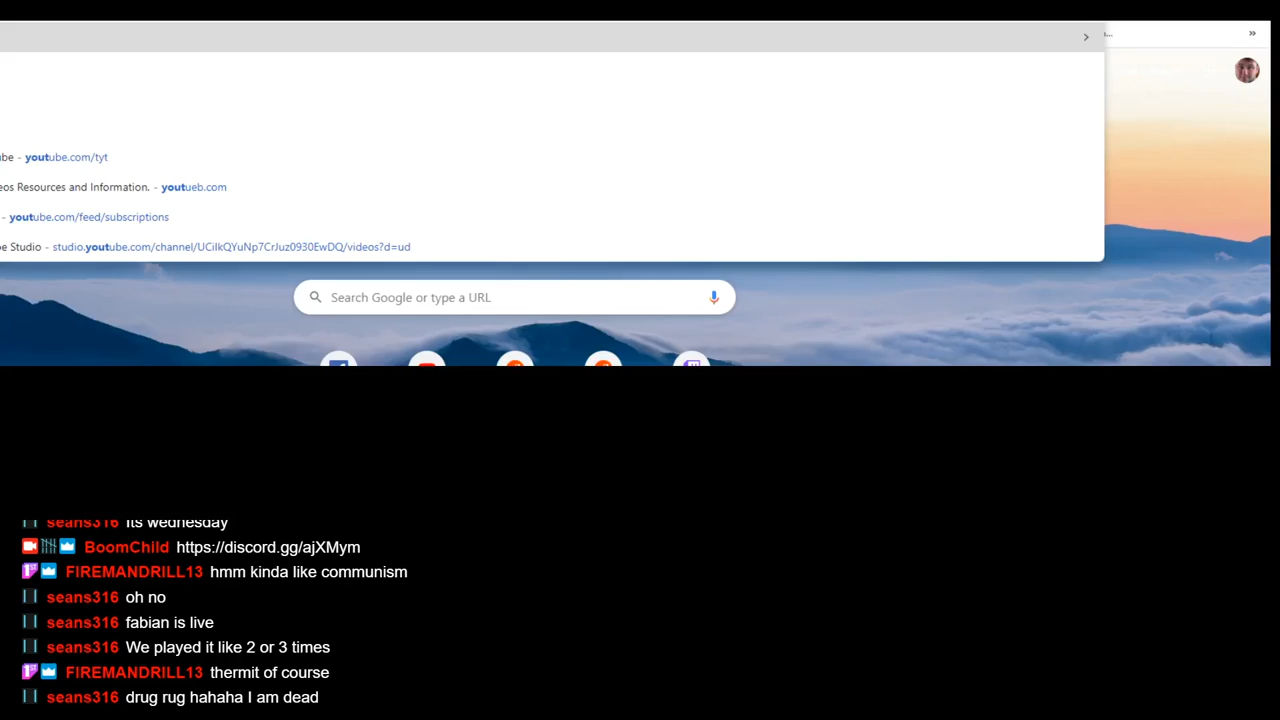 »
ube - youtube.com/tyt
eos Resources and Information. - youtueb.com
- youtube.com/feed/subscriptions
be Studio - studio.youtube.com/channel/UCilkQYuNp7CrJuz0930EwDQ/videos?d=ud
Search Google or type a URL
seans316 Its wednesday
BoomChild https://discord.gg/ajXMym
FIREMANDRILL13 hmm kinda like communism
seans316 oh no
seans316 fabian is live
seans316 We played it like 2 or 3 times
FIREMANDRILL13 thermit of course
seans316 drug rug hahaha I am dead